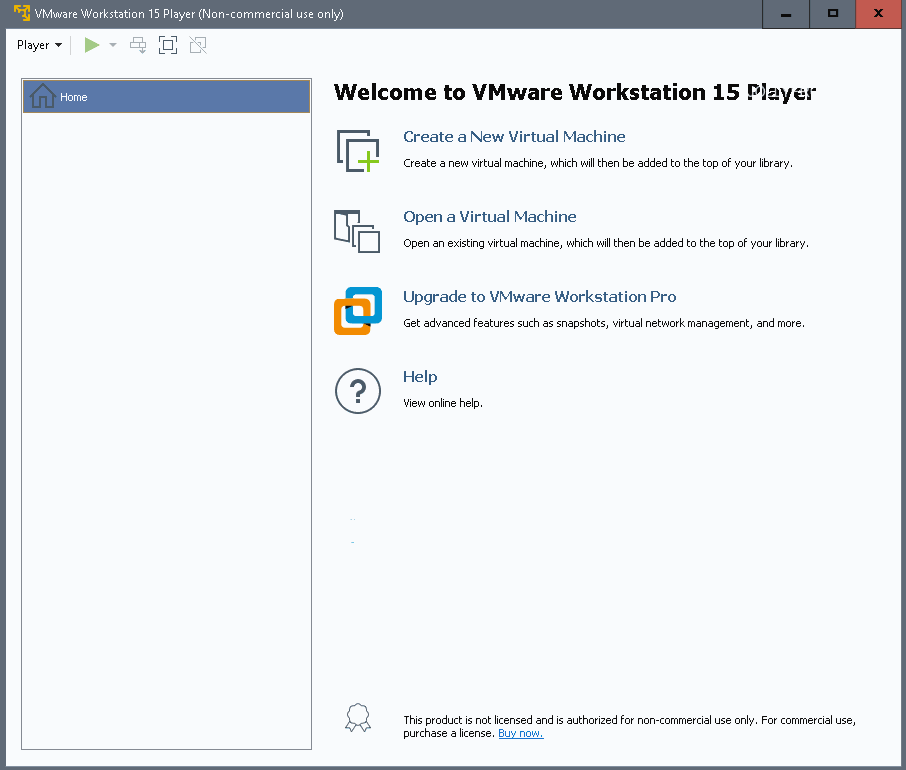 VMware Workstation 15 Player (Non-commercial use only)
Player
Home
Welcome to VMware Workstation 15 Player
Create a New Virtual Machine
Create a new virtual machine, which will then be added to the top of your library.
Open a Virtual Machine
Open an existing virtual machine, which will then be added to the top of your library.
Upgrade to VMware Workstation Pro
Get advanced features such as snapshots, virtual network management, and more.
?
Help
View online help.
This product is not licensed and is authorized for non-commercial use only. For commercial use,
purchase a license. Buy now.